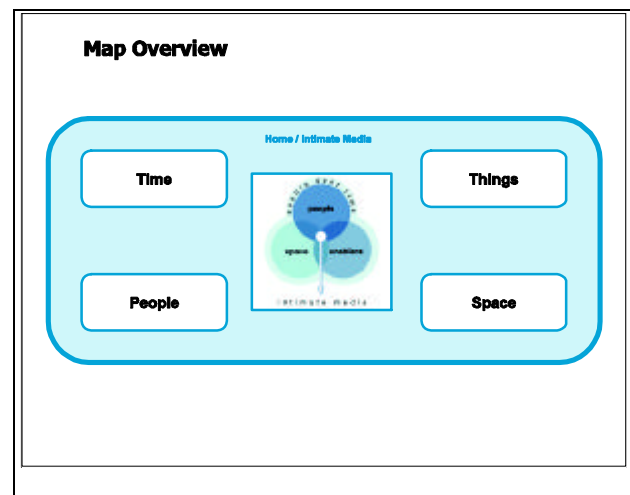 Map Overview
Home / Intimate Media
Time
Things
people
space
enablers
intimate media
People
Space